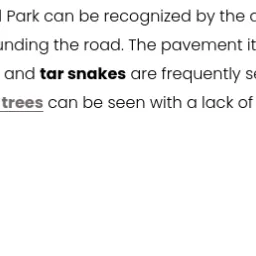 Park can be recognized by the
unding the road. The pavement it
and tar snakes are frequently se
trees can be seen with a lack of